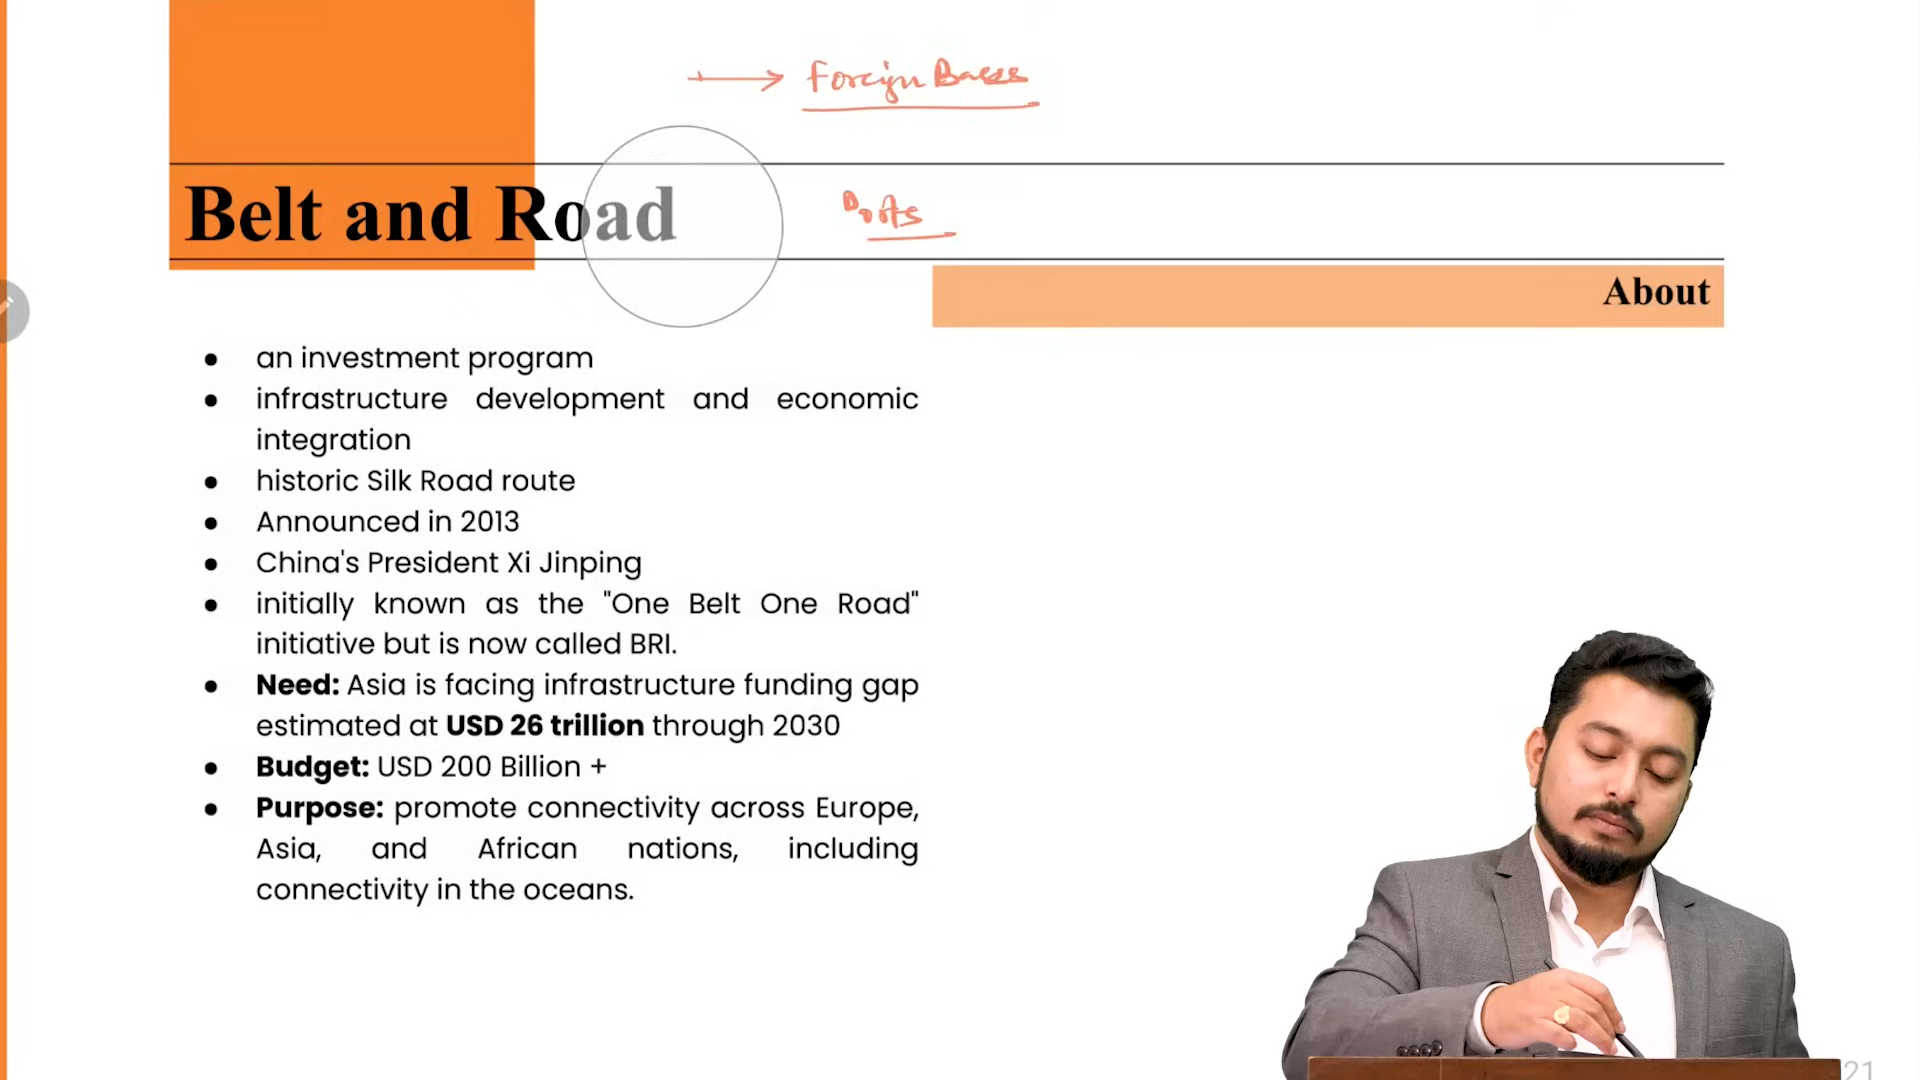 Foreign Bases
Belt and Road
Ports
About
● an investment program
● infrastructure development and economic
integration
● historic Silk Road route
● Announced in 2013
● China's President Xi Jinping
● initially known as the "One Belt One Road"
initiative but is now called BRI.
● Need: Asia is facing infrastructure funding gap
estimated at USD 26 trillion through 2030
● Budget: USD 200 Billion +
● Purpose: promote connectivity across Europe,
Asia, and African nations, including
connectivity in the oceans.
21